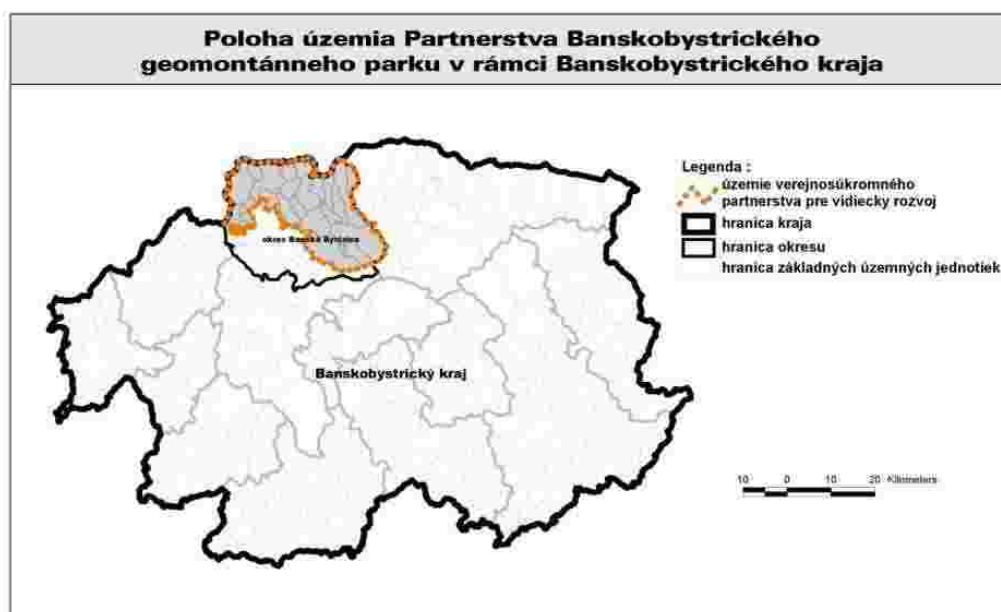 Poloha územia Partnerstva Banskobystrického
geomontánneho parku v rámci Banskobystrického kraja
okres Banská Bystrica
Banskobystrický kraj
Legenda :
územie verejnosúkromného
partnerstva pre vidiecky rozvoj
hranica kraja
hranica okresu
hranica základných územných jednotiek
10 0 10 20 Kilometers